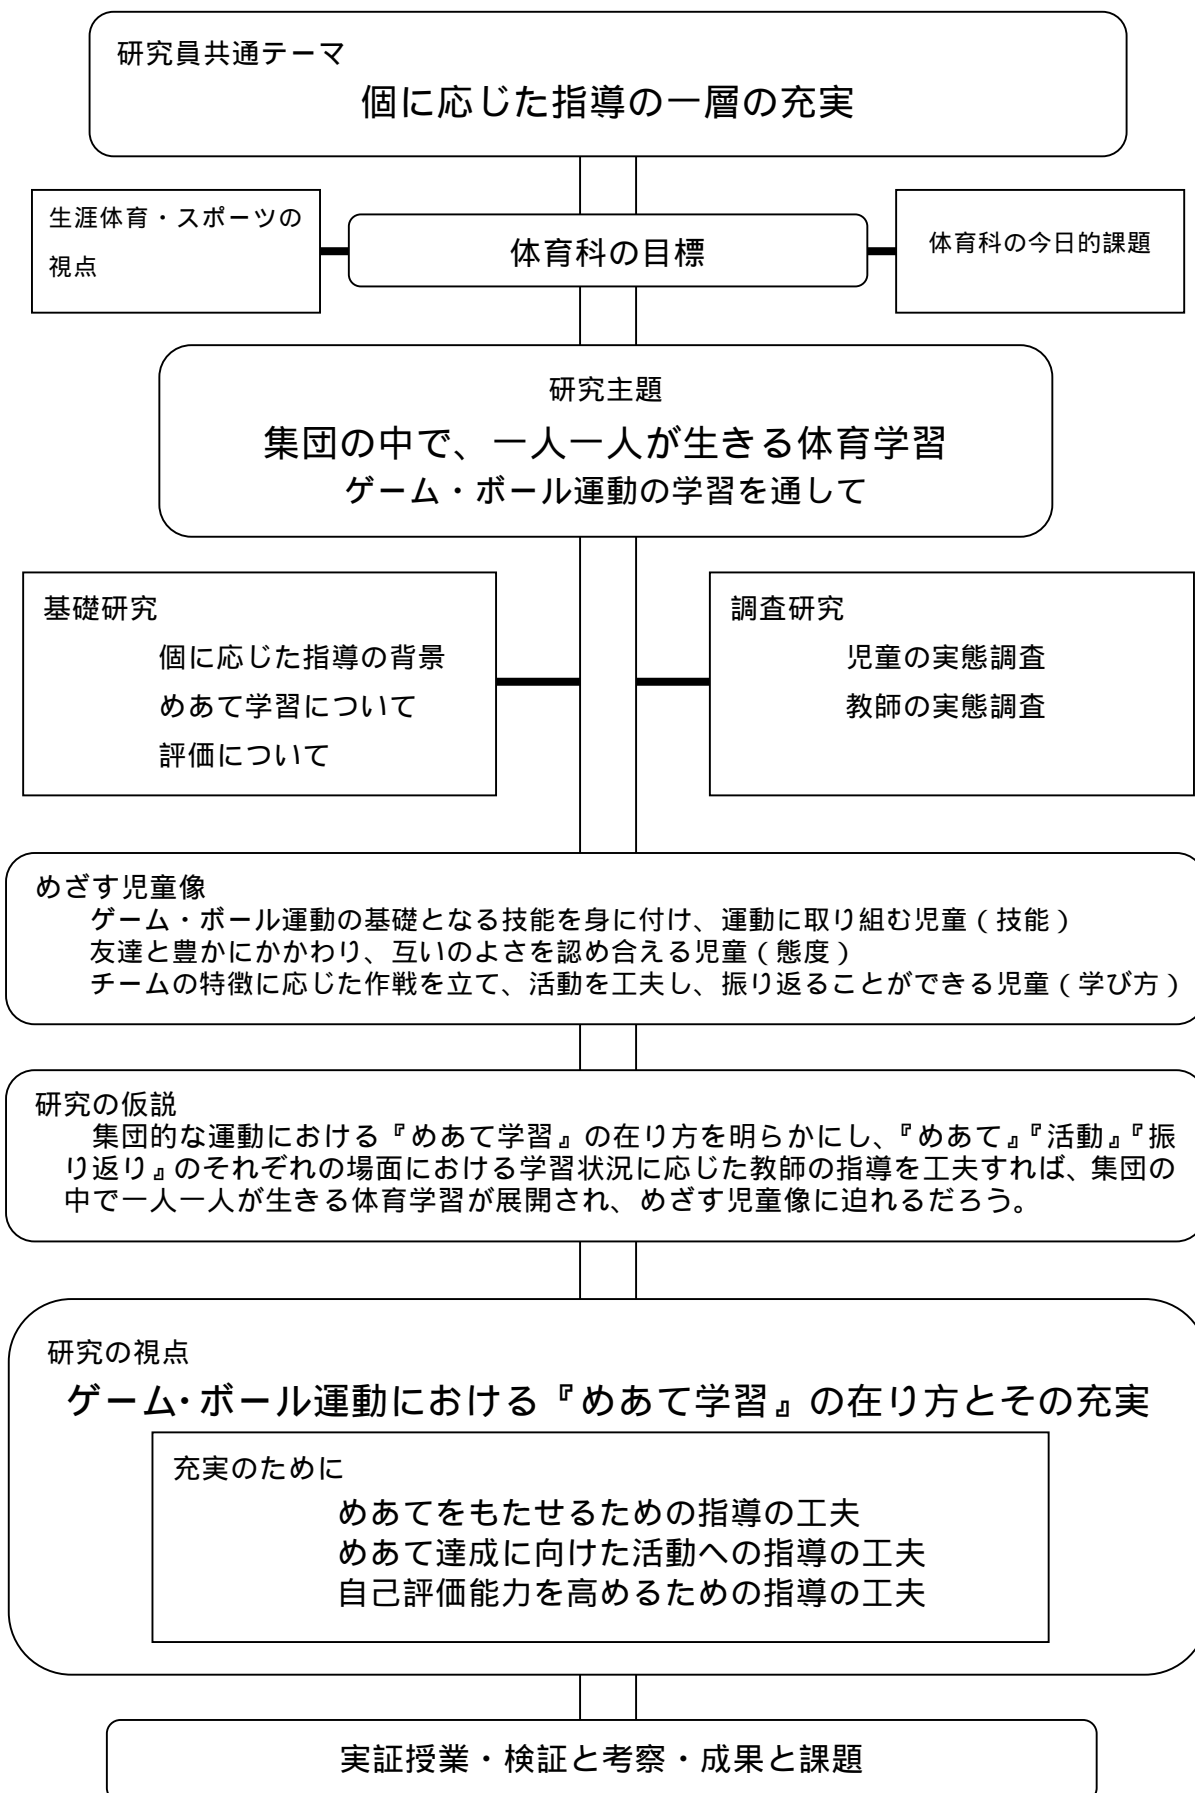 研究員共通テーマ
個に応じた指導の一層の充実
生涯体育・スポーツの
視点
体育科の目標
体育科の今日的課題
研究主題
集団の中で、一人一人が生きる体育学習
ゲーム・ボール運動の学習を通して
基礎研究
個に応じた指導の背景
めあて学習について
評価について
調査研究
児童の実態調査
教師の実態調査
めざす児童像
ゲーム・ボール運動の基礎となる技能を身に付け、運動に取り組む児童（技能）
友達と豊かにかかわり、互いのよさを認め合える児童（態度）
チームの特徴に応じた作戦を立て、活動を工夫し、振り返ることができる児童（学び方）
研究の仮説
集団的な運動における『めあて学習』の在り方を明らかにし、『めあて』『活動』『振
り返り』のそれぞれの場面における学習状況に応じた教師の指導を工夫すれば、集団の
中で一人一人が生きる体育学習が展開され、めざす児童像に迫れるだろう。
研究の視点
ゲーム・ボール運動における『めあて学習』の在り方とその充実
充実のために
めあてをもたせるための指導の工夫
めあて達成に向けた活動への指導の工夫
自己評価能力を高めるための指導の工夫
実証授業・検証と考察・成果と課題